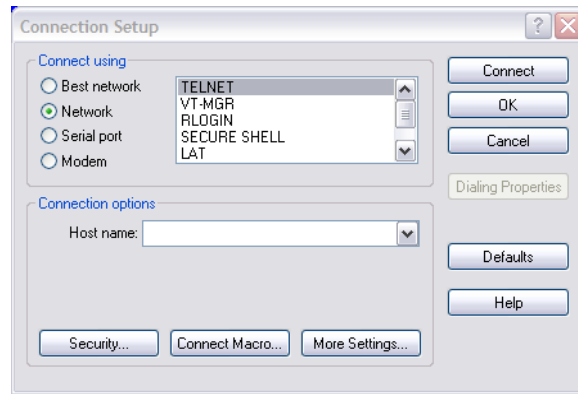 Connection Setup
Connect using
Best network
Network
Serial port
Modem
TELNET
VT-MGR
RLOGIN
SECURE SHELL
LAT
Connect
OK
Cancel
Dialing Properties
Connection options
Host name:
Defaults
Help
Security...
Connect Macro...
More Settings...